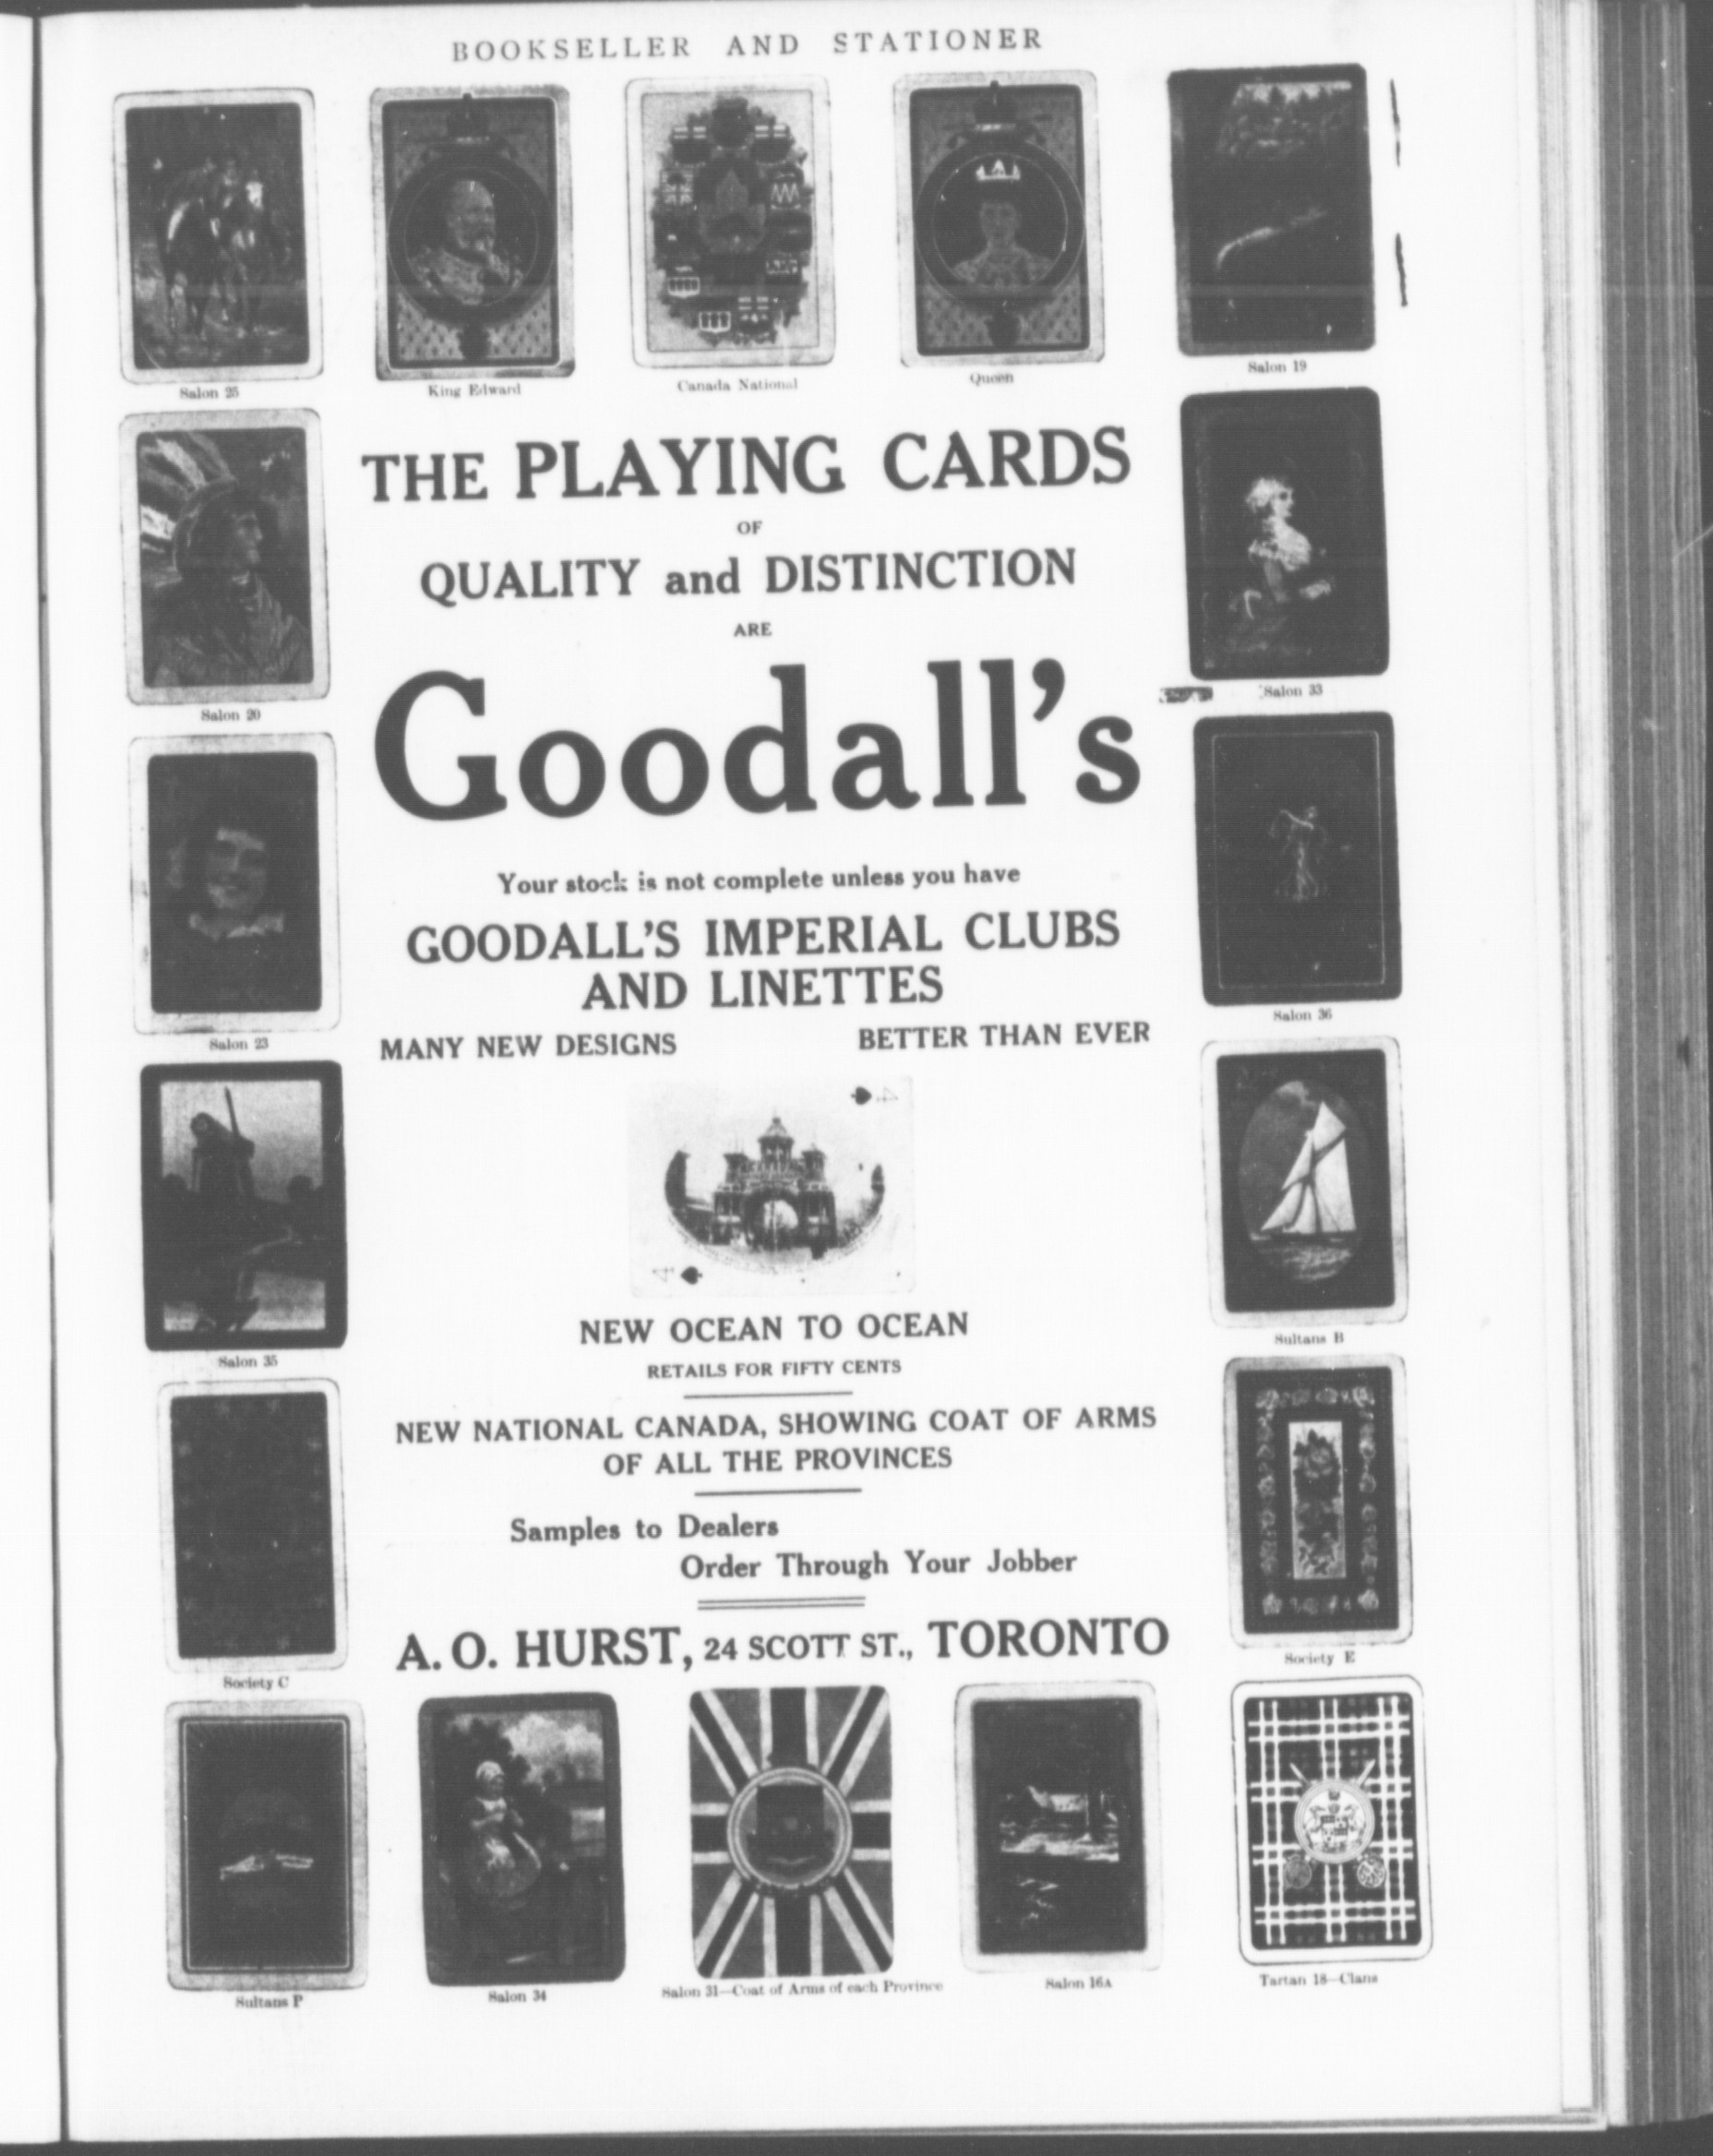 BOOKSELLER AND STATIONER
Salon 25
King Edward
Canada National
Queen
Salon 19
THE PLAYING CARDS
OF
QUALITY and DISTINCTION
ARE
Goodall's
Salon 20
Salon 33
Your stock is not complete unless you have
GOODALL'S IMPERIAL CLUBS
AND LINETTES
MANY NEW DESIGNS BETTER THAN EVER
Salon 23
Salon 36
4
4
NEW OCEAN TO OCEAN
RETAILS FOR FIFTY CENTS
Salon 35
Sultans B
NEW NATIONAL CANADA, SHOWING COAT OF ARMS
OF ALL THE PROVINCES
Samples to Dealers
Order Through Your Jobber
A. O. HURST, 24 SCOTT ST., TORONTO
Society C
Society E
Sultans P
Salon 34
Salon 31—Coat of Arms of each Province
Salon 16A
Tartan 18—Clans